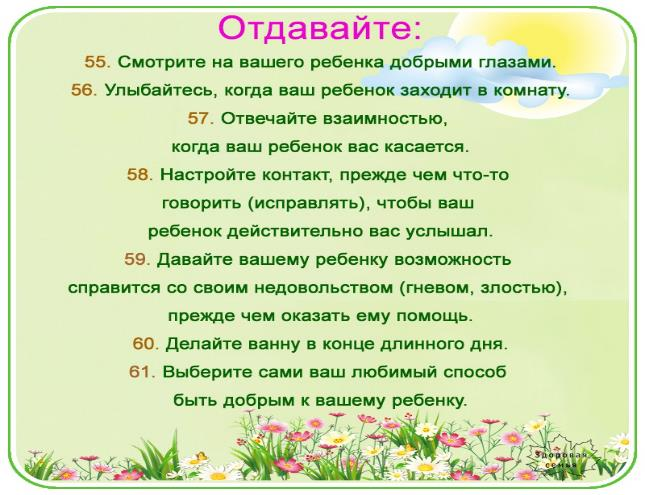 Отдавайте:
55. Смотрите на вашего ребенка добрыми глазами.
56. Улыбайтесь, когда ваш ребенок заходит в комнату.
57. Отвечайте взаимностью,
когда ваш ребенок вас касается.
58. Настройте контакт, прежде чем что-то
говорить (исправлять), чтобы ваш
ребенок действительно вас услышал.
59. Давайте вашему ребенку возможность
справится со своим недовольством (гневом, злостью),
прежде чем оказать ему помощь.
60. Делайте ванну в конце длинного дня.
61. Выберите сами ваш любимый способ
быть добрым к вашему ребенку.
Здоровая
семья